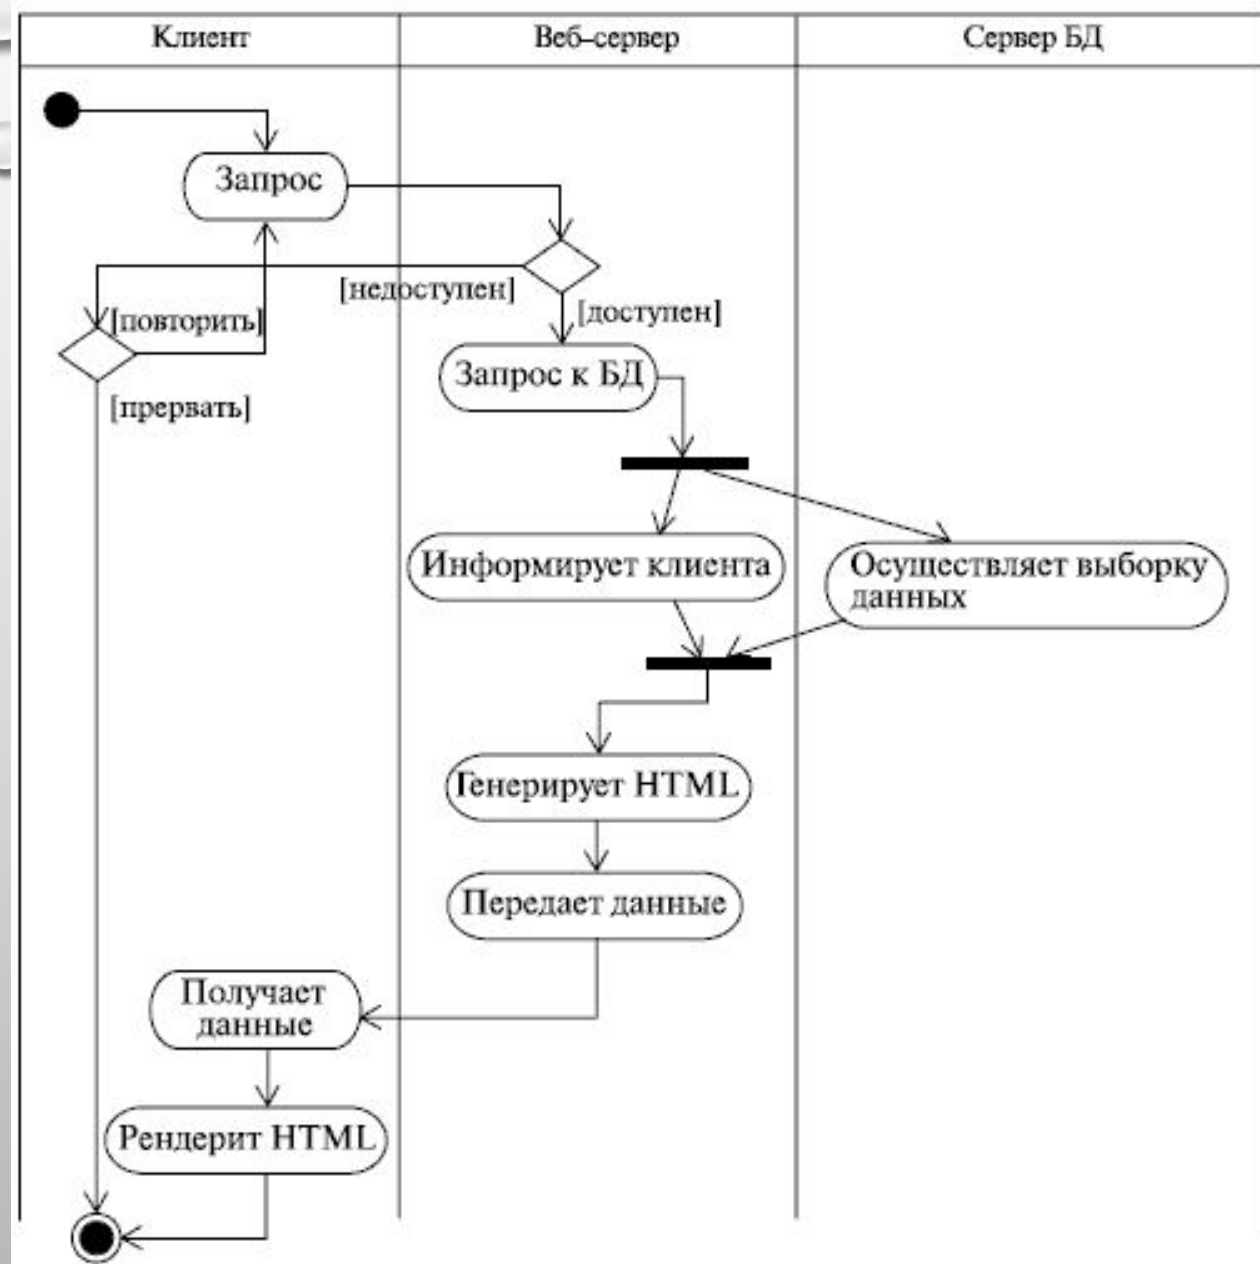 Клиент
Веб-сервер
Сервер БД
Запрос
[недоступен]
[доступен]
[повторить]
Запрос к БД
[прервать]
Информирует клиента
Осуществляет выборку
данных
Генерирует HTML
Передает данные
Получает
данные
Рендерит HTML